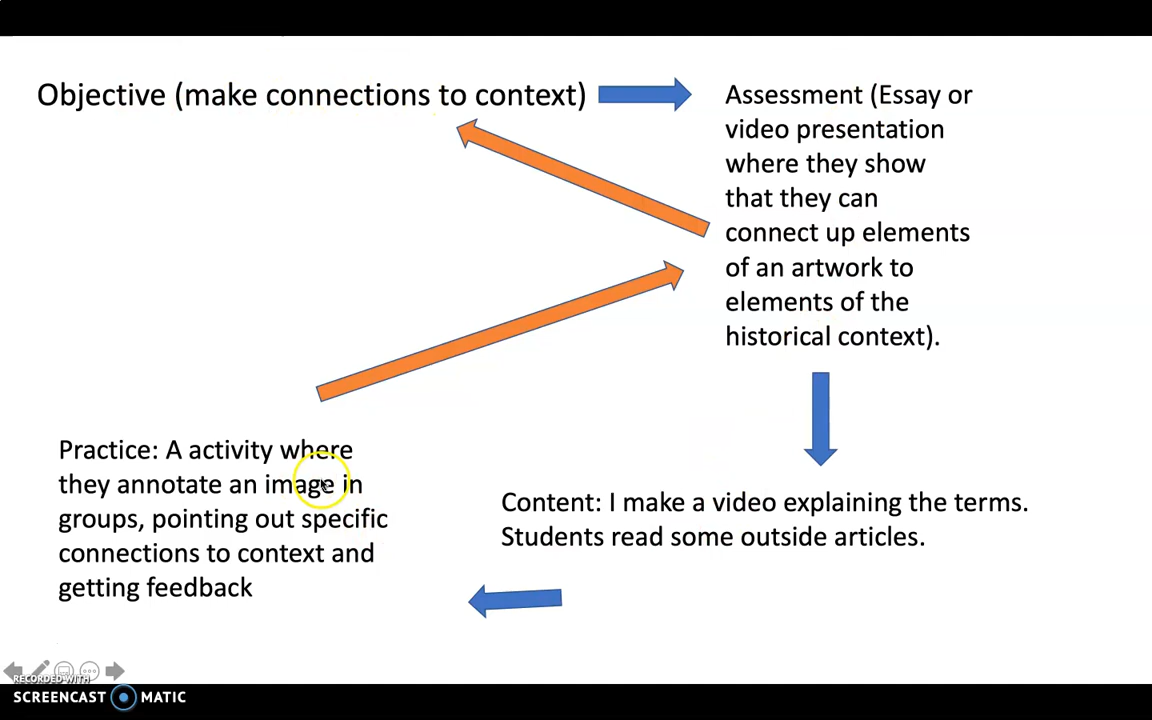 Objective (make connections to context)
Assessment (Essay or
video presentation
where they show
that they can
connect up elements
of an artwork to
elements of the
historical context).
Practice: A activity where
they annotate an image in
groups, pointing out specific
connections to context and
getting feedback
Content: I make a video explaining the terms.
Students read some outside articles.
RECORDED WITH
SCREENCAST MATIC